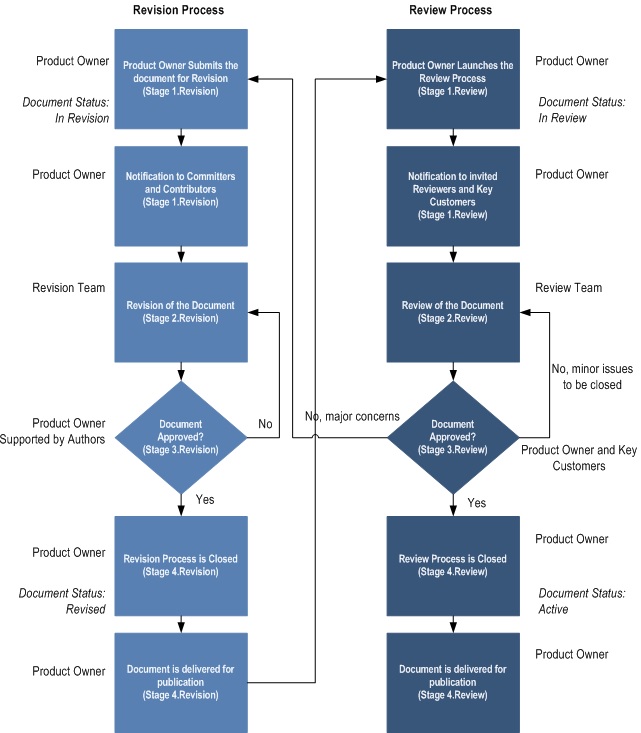 Revision Process
Product Owner
Product Owner Submits the
document for Revision
(Stage 1.Revision)
Document Status:
In Revision
Product Owner
Notification to Committers
and Contributors
(Stage 1.Revision)
Revision Team
Revision of the Document
(Stage 2.Revision)
Product Owner
Supported by Authors
Document
Approved?
(Stage 3.Revision)
No
Yes
Product Owner
Revision Process is Closed
(Stage 4.Revision)
Document Status:
Revised
Product Owner
Document is delivered for
publication
(Stage 4.Revision)
Review Process
Product Owner Launches the
Review Process
(Stage 1.Review)
Product Owner
Document Status:
In Review
Notification to invited
Reviewers and Key
Customers
(Stage 1.Review)
Product Owner
Review of the Document
(Stage 2.Review)
Review Team
No, minor issues
to be closed
No, major concerns
Document
Approved?
(Stage 3.Review)
Product Owner and Key
Customers
Yes
Review Process is Closed
(Stage 4.Review)
Product Owner
Document Status:
Active
Document is delivered for
publication
(Stage 4.Review)
Product Owner